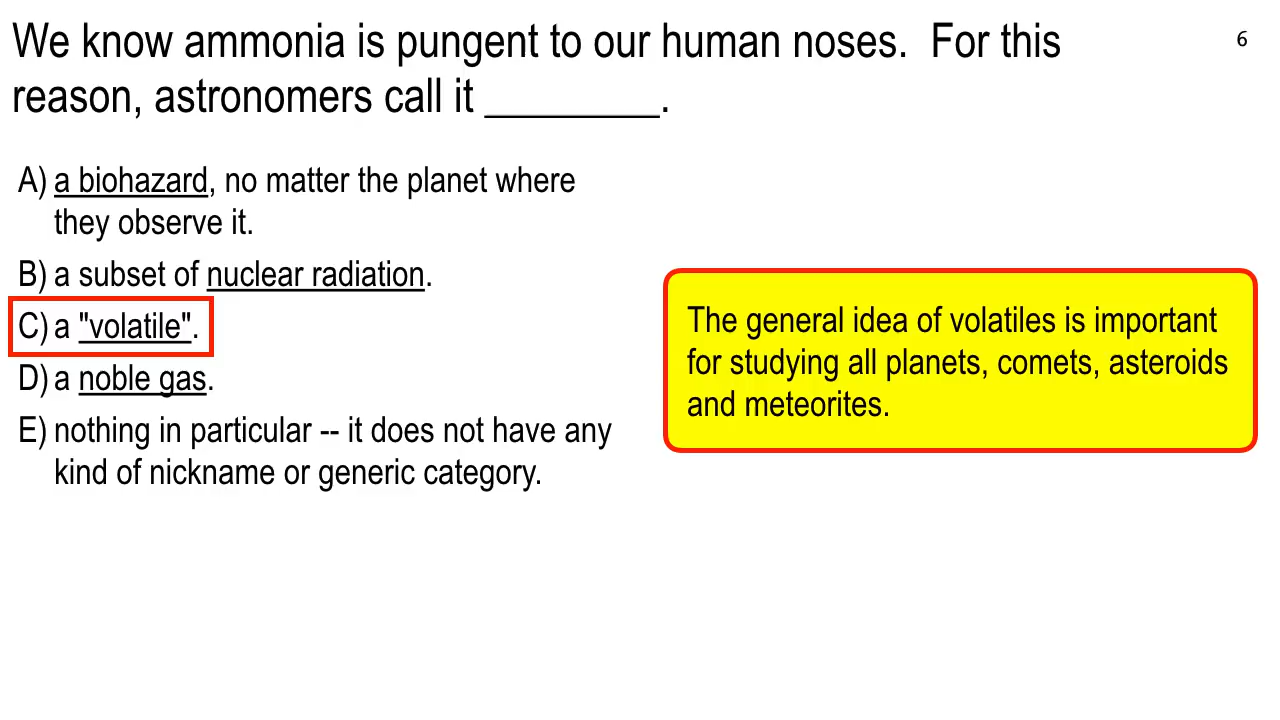 We know ammonia is pungent to our human noses.  For this
6
reason, astronomers call it ________.
A) a biohazard, no matter the planet where
they observe it.
B) a subset of nuclear radiation.
C) a "volatile".
D) a noble gas.
E) nothing in particular -- it does not have any
kind of nickname or generic category.
The general idea of volatiles is important
for studying all planets, comets, asteroids
and meteorites.